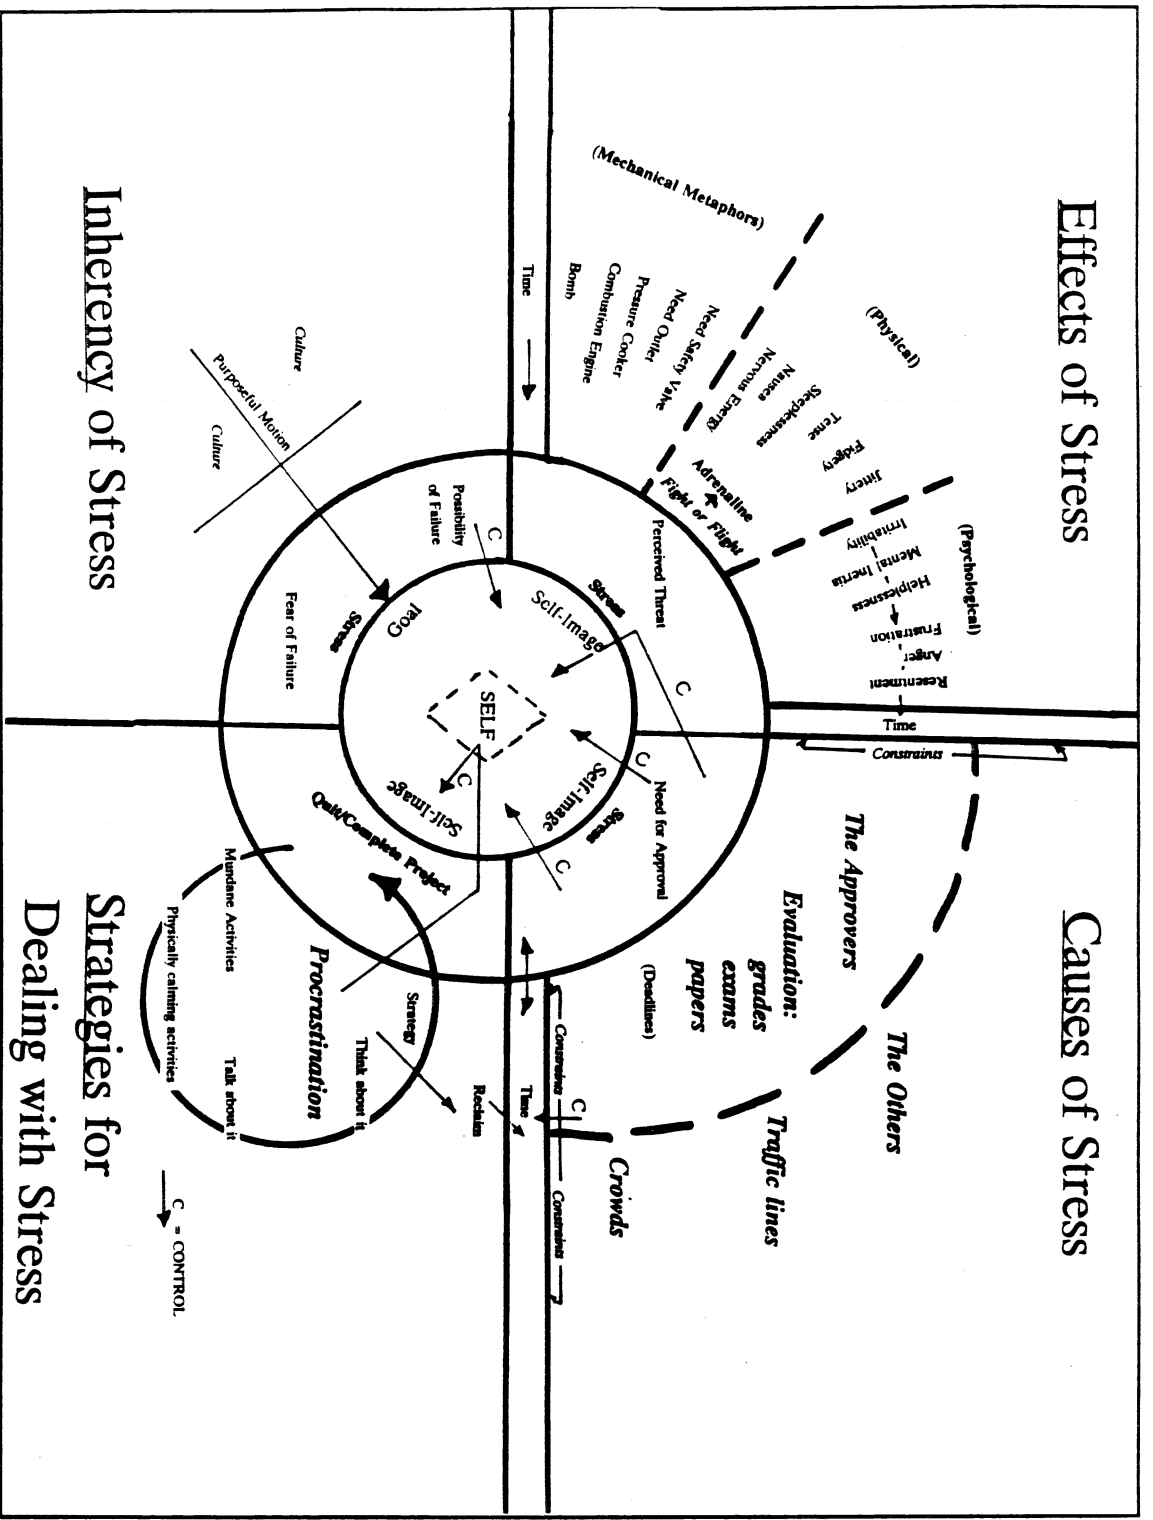 Effects of Stress
(Mechanical Metaphors)
Bomb
Combustion Engine
Pressure Cooker
Need Outlet
Need Safety Valve
(Physical)
Nervous Energy
Nausea
Sleeplessness
Tense
Fidgety
Jittery
Adrenaline
Fight or Flight
(Psychological)
Irritability
Mental Inertia
Helplessness
Frustration
Anger
Resentment
Perceived Threat
Stress
Self-Image
C
Time
Constraints
Causes of Stress
The Approvers
The Others
Evaluation:
grades
exams
papers
(Deadlines)
Traffic lines
Crowds
Need for Approval
Stress
Self-Image
C
C
Time
Constraints
Constraints
C
Time
Inherency of Stress
Culture
Purposeful Motion
Culture
Possibility
of Failure
C
Goal
Stress
Fear of Failure
SELF
C
Self-Image
Quit/Complete Project
Strategy
Think about it
Reclaim
Procrastination
Mundane Activities
Talk about it
Physically calming activities
Strategies for
Dealing with Stress
C = CONTROL